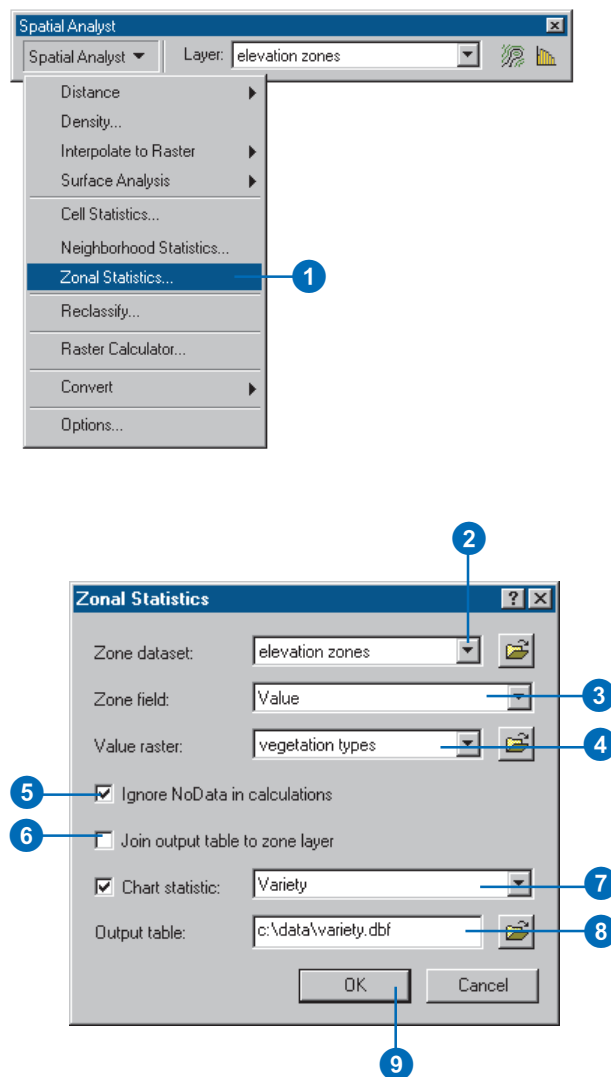 Spatial Analyst
Spatial Analyst Layer: elevation zones
Distance
Density...
Interpolate to Raster
Surface Analysis
Cell Statistics...
Neighborhood Statistics...
Zonal Statistics... 1
Reclassify...
Raster Calculator...
Convert
Options...
2
Zonal Statistics ?
Zone dataset: elevation zones
Zone field: Value 3
Value raster: vegetation types 4
5 Ignore NoData in calculations
6 Join output table to zone layer
Chart statistic: Variety 7
Output table: c:\data\variety.dbf 8
OK Cancel
9